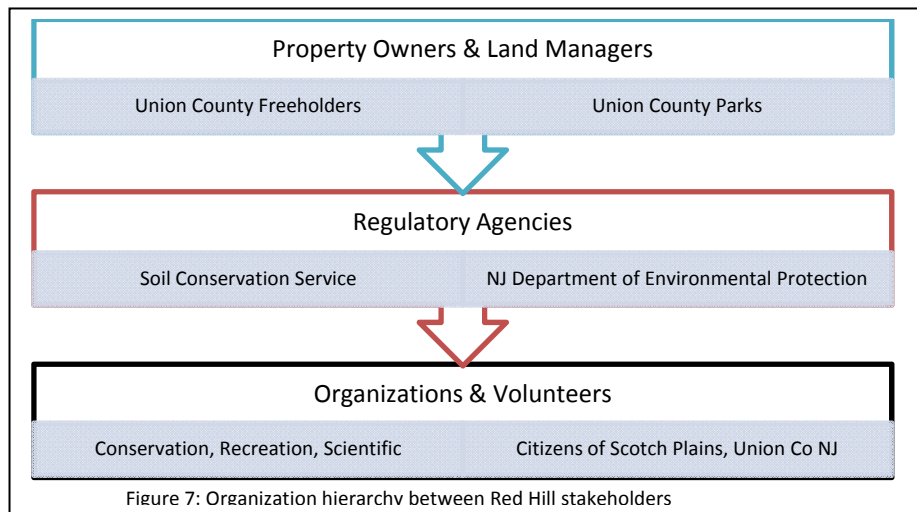 Property Owners & Land Managers
Union County Freeholders
Union County Parks
Regulatory Agencies
Soil Conservation Service
NJ Department of Environmental Protection
Organizations & Volunteers
Conservation, Recreation, Scientific
Citizens of Scotch Plains, Union Co NJ
Figure 7: Organization hierarchy between Red Hill stakeholders